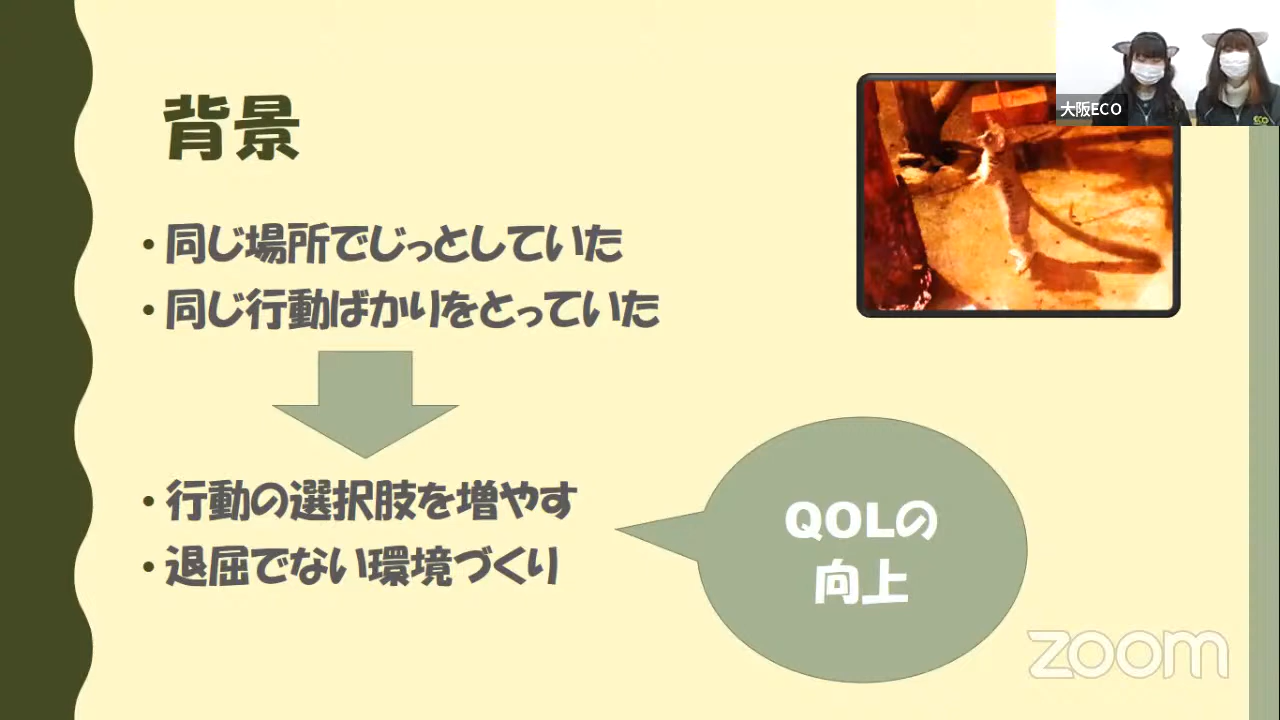 背景
大阪ECO
・同じ場所でじっとしていた
・同じ行動ばかりをとっていた
・行動の選択肢を増やす
・退屈でない環境づくり
QOLの
向上
zoom